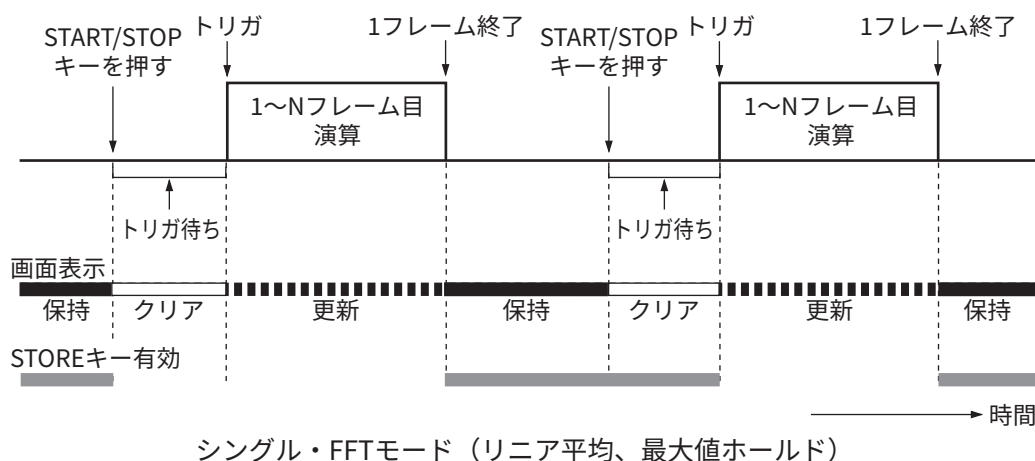 START/STOP
キーを押す
トリガ
1フレーム終了
START/STOP
キーを押す
トリガ
1フレーム終了
1～Nフレーム目
演算
1～Nフレーム目
演算
トリガ待ち
トリガ待ち
画面表示
保持
クリア
更新
保持
クリア
更新
保持
STOREキー有効
時間
シングル・FFTモード（リニア平均、最大値ホールド）